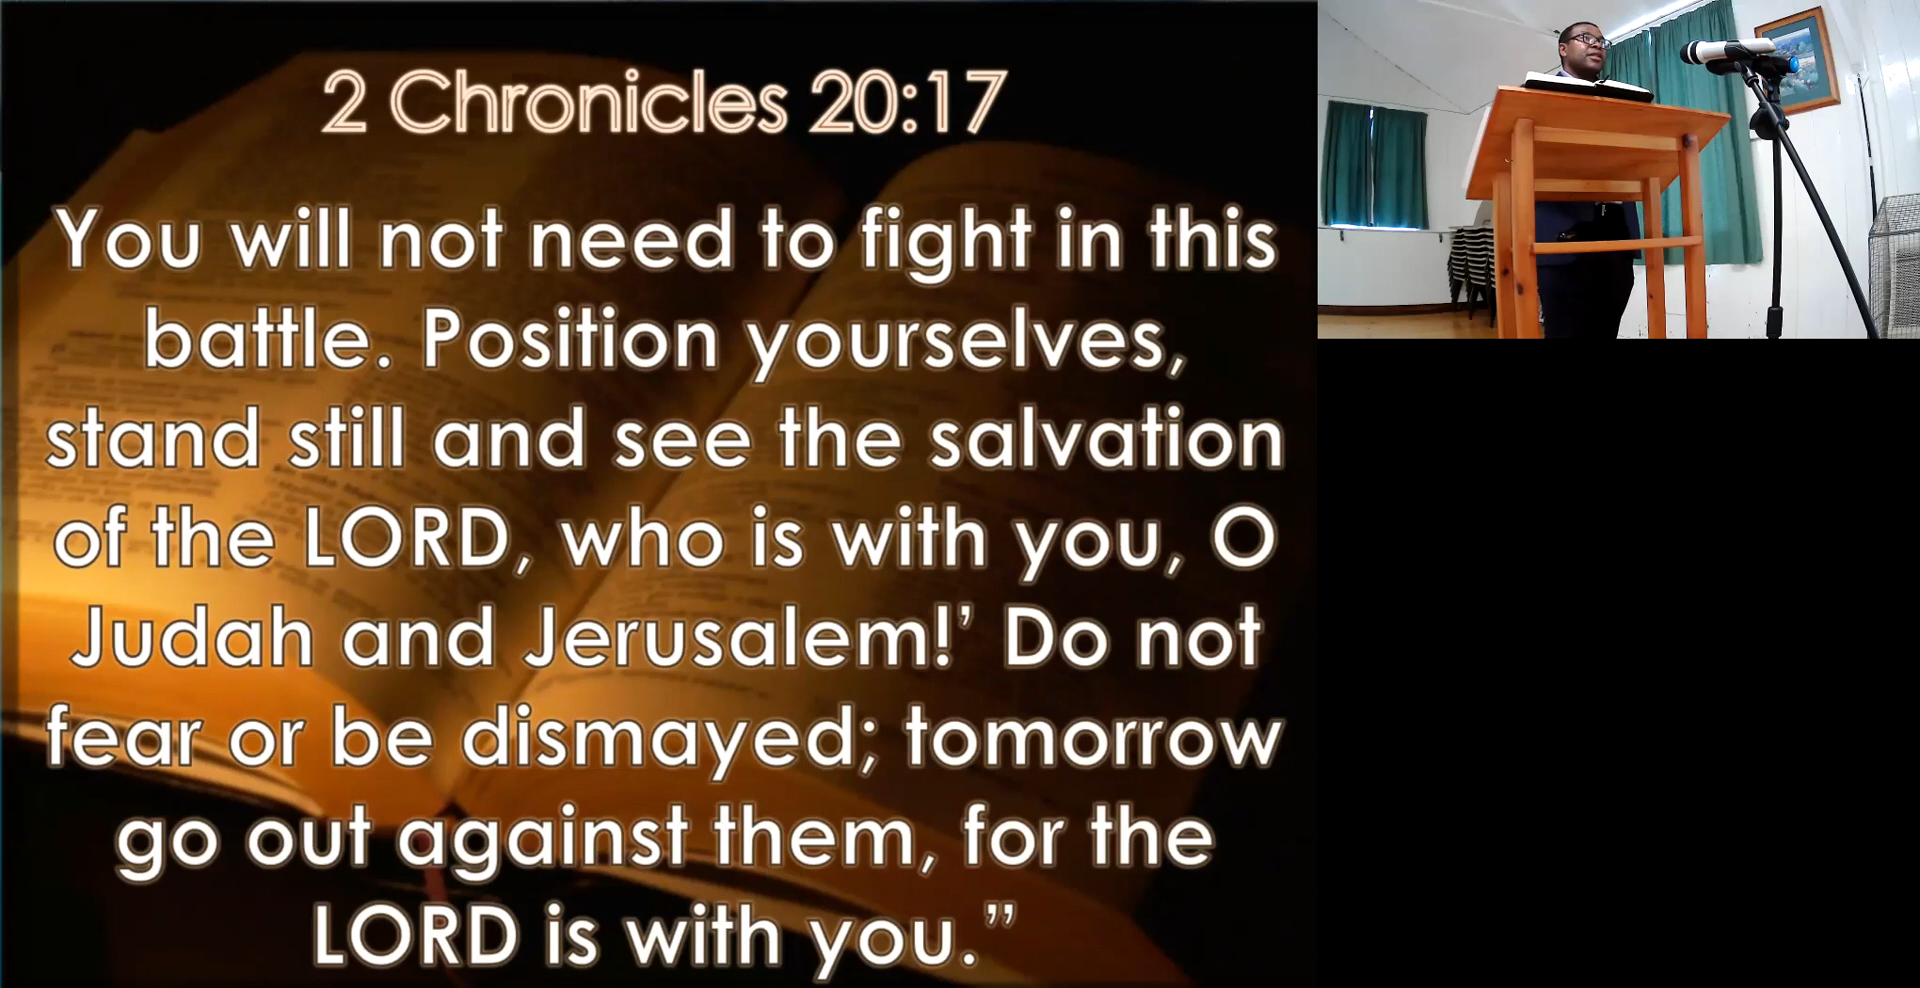 2 Chronicles 20:17
You will not need to fight in this
battle. Position yourselves,
stand still and see the salvation
of the LORD, who is with you, O
Judah and Jerusalem!’ Do not
fear or be dismayed; tomorrow
go out against them, for the
LORD is with you.”